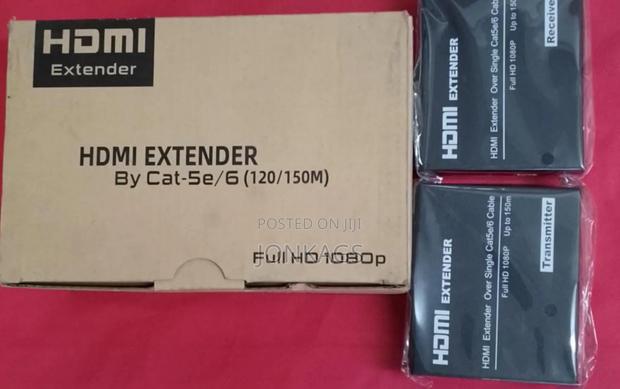 HDMI
Extender
HDMI EXTENDER
By Cat-5e/6 (120/150M)
POSTED ON JIJI
JONKAGS
Full HD 1080p
HDMI EXTENDER
HDMI Extender Over Single Cat5e/6 Cable
Full HD 1080P Up to 150m
Receiver
HDMI EXTENDER
HDMI Extender Over Single Cat5e/6 Cable
Full HD 1080P Up to 150m
Transmitter